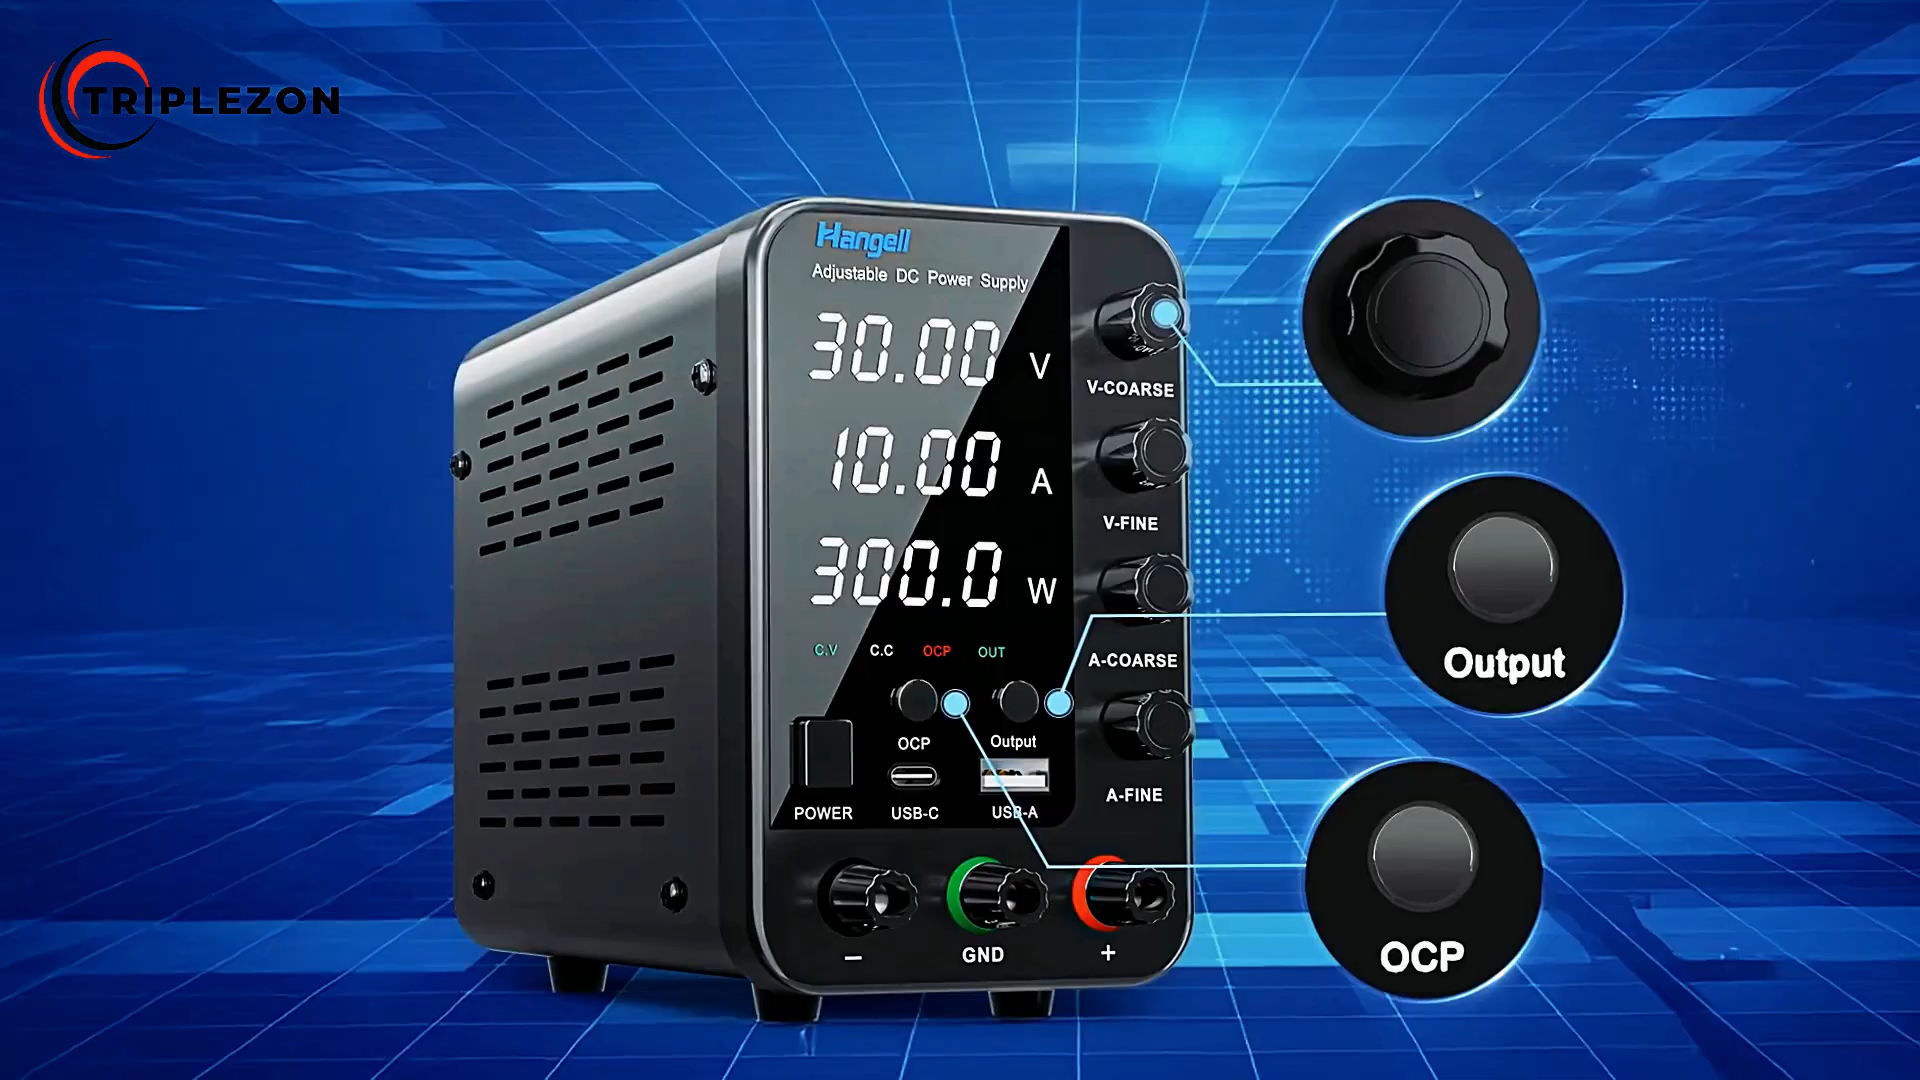 TRIPLEZON
Hangell
Adjustable DC Power Supply
30.00 V
10.00 A
300.0 W
C.V C.C OCP OUT
OCP Output
POWER USB-C USB-A
V-COARSE
V-FINE
A-COARSE
A-FINE
− GND +
Output
OCP